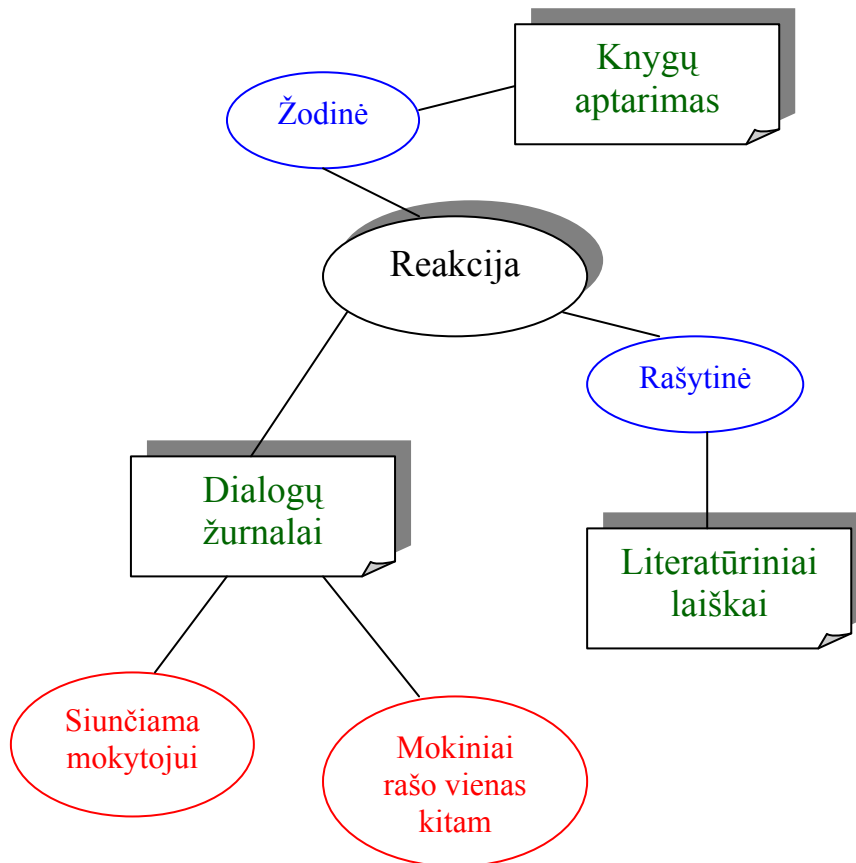 Knygų
aptarimas
Žodinė
Reakcija
Rašytinė
Dialogų
žurnalai
Literatūriniai
laiškai
Siunčiama
mokytojui
Mokiniai
rašo vienas
kitam